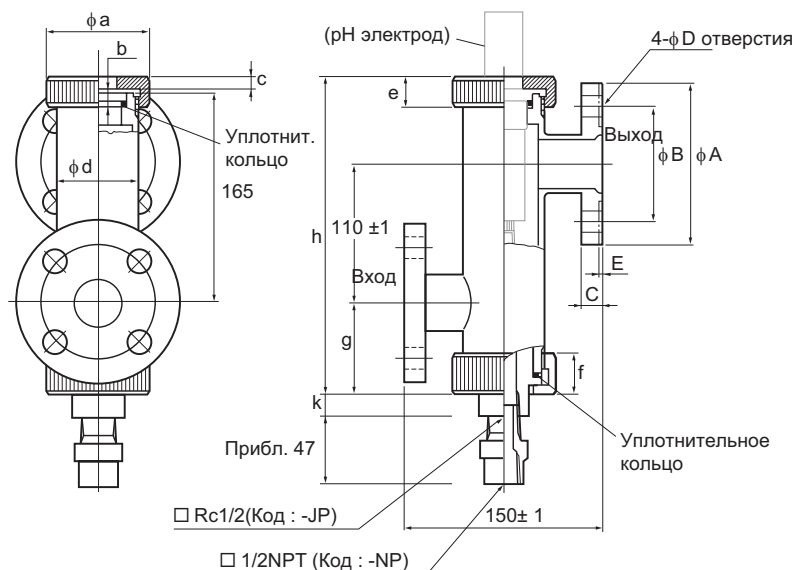 ϕa
b
c
Уплотнит.
кольцо
ϕd
165
(pH электрод)
4-ϕD отверстия
e
Выход
ϕB
ϕA
h
110 ±1
Вход
E
C
g
f
k
Прибл. 47
Уплотнительное
кольцо
□ Rc1/2(Код : -JP)
150± 1
□ 1/2NPT (Код : -NP)